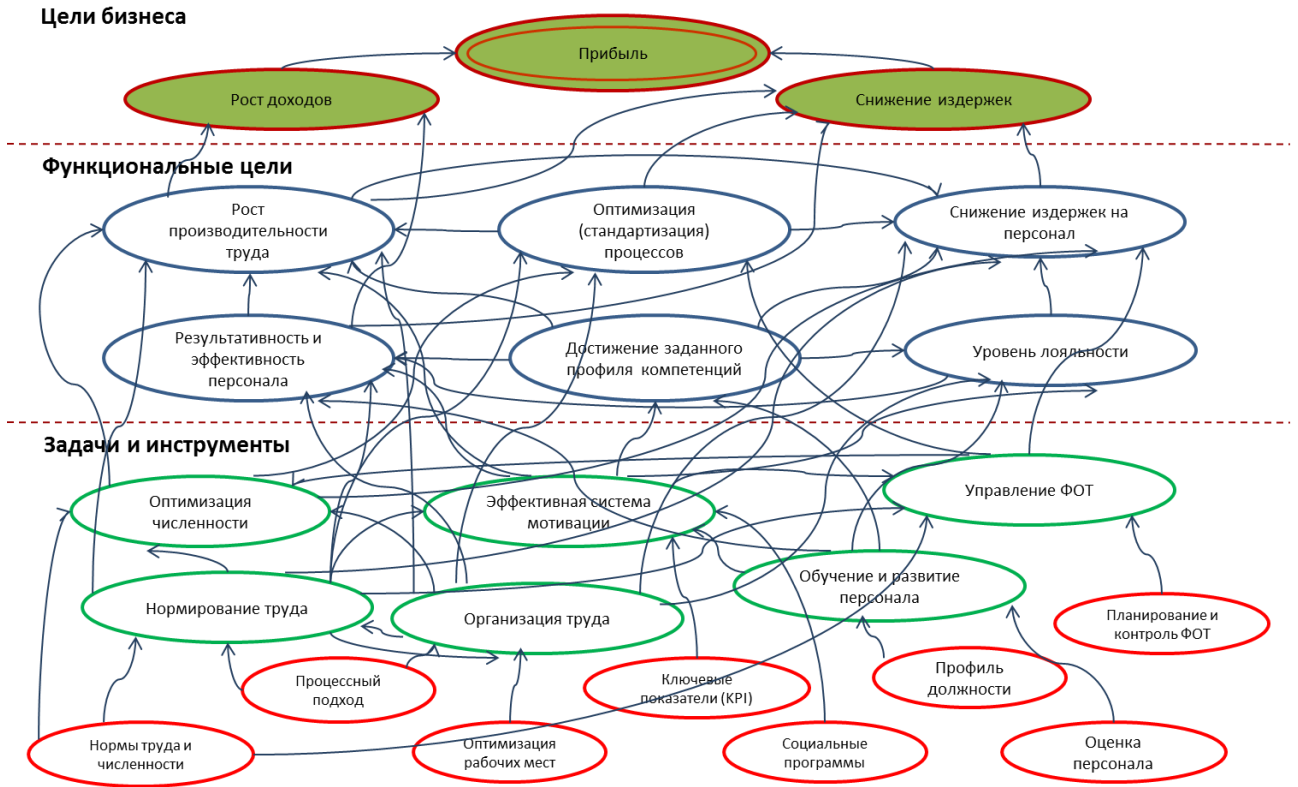 Цели бизнеса
Прибыль
Рост доходов
Снижение издержек
Функциональные цели
Рост
производительности
труда
Оптимизация
(стандартизация)
процессов
Снижение издержек на
персонал
Результативность и
эффективность
персонала
Достижение заданного
профиля компетенций
Уровень лояльности
Задачи и инструменты
Оптимизация
численности
Эффективная система
мотивации
Управление ФОТ
Нормирование труда
Организация труда
Обучение и развитие
персонала
Планирование и
контроль ФОТ
Процессный
подход
Ключевые
показатели (KPI)
Профиль
должности
Нормы труда и
численности
Оптимизация
рабочих мест
Социальные
программы
Оценка
персонала